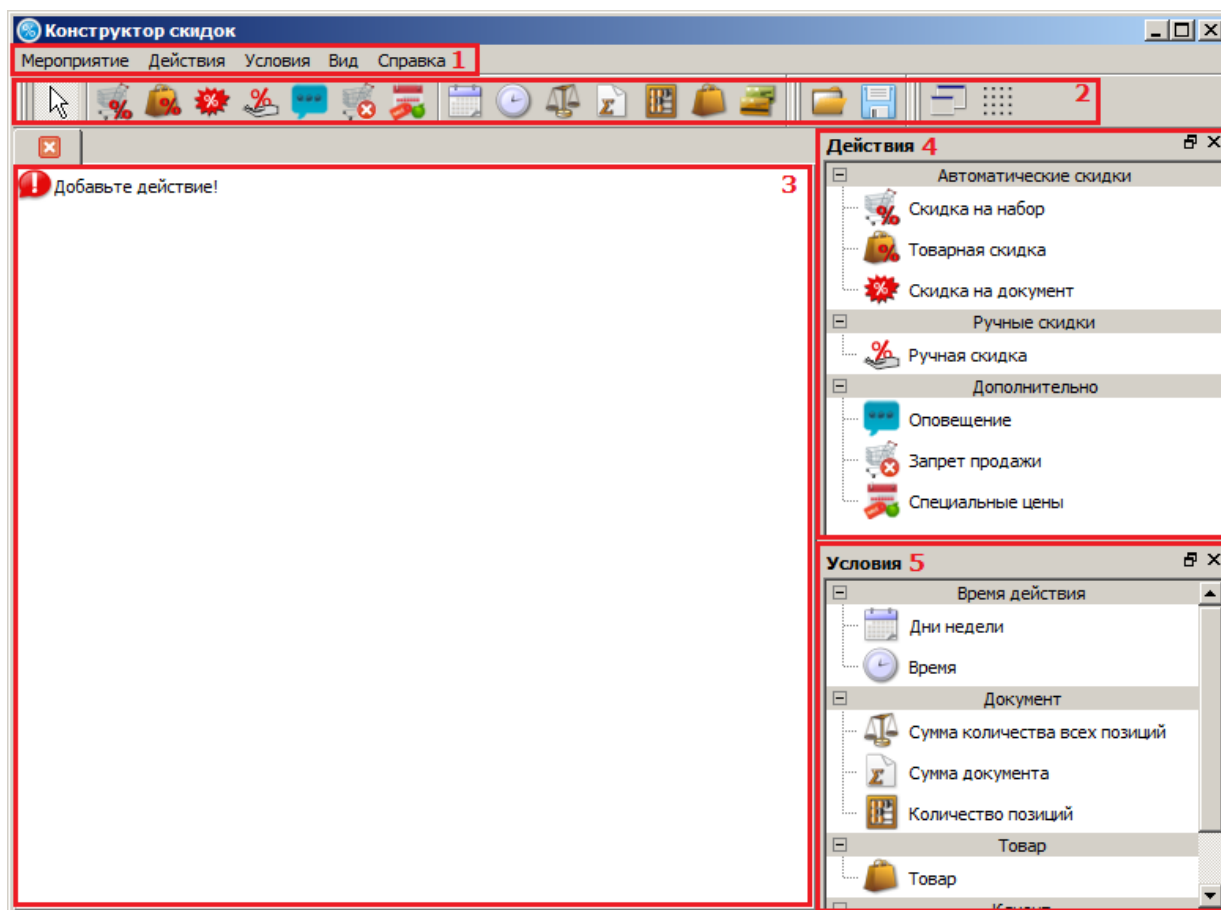 Конструктор скидок
Мероприятие Действия Условия Вид Справка 1
2
Добавьте действие! 3
Действия 4
Автоматические скидки
Скидка на набор
Товарная скидка
Скидка на документ
Ручные скидки
Ручная скидка
Дополнительно
Оповещение
Запрет продажи
Специальные цены
Условия 5
Время действия
Дни недели
Время
Документ
Сумма количества всех позиций
Сумма документа
Количество позиций
Товар
Товар
Клиент